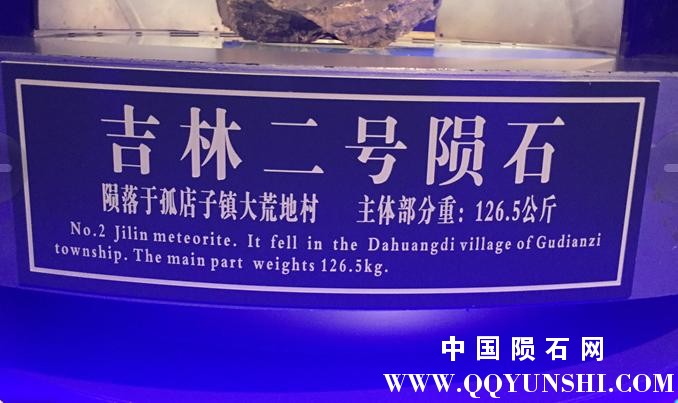 吉林二号陨石
陨落于孤店子镇大荒地村 主体部分重：126.5公斤
No.2 Jilin meteorite. It fell in the Dahuangdi village of Gudianzi
township. The main part weights 126.5kg.
中国陨石网
WWW.QQYUNSHI.COM